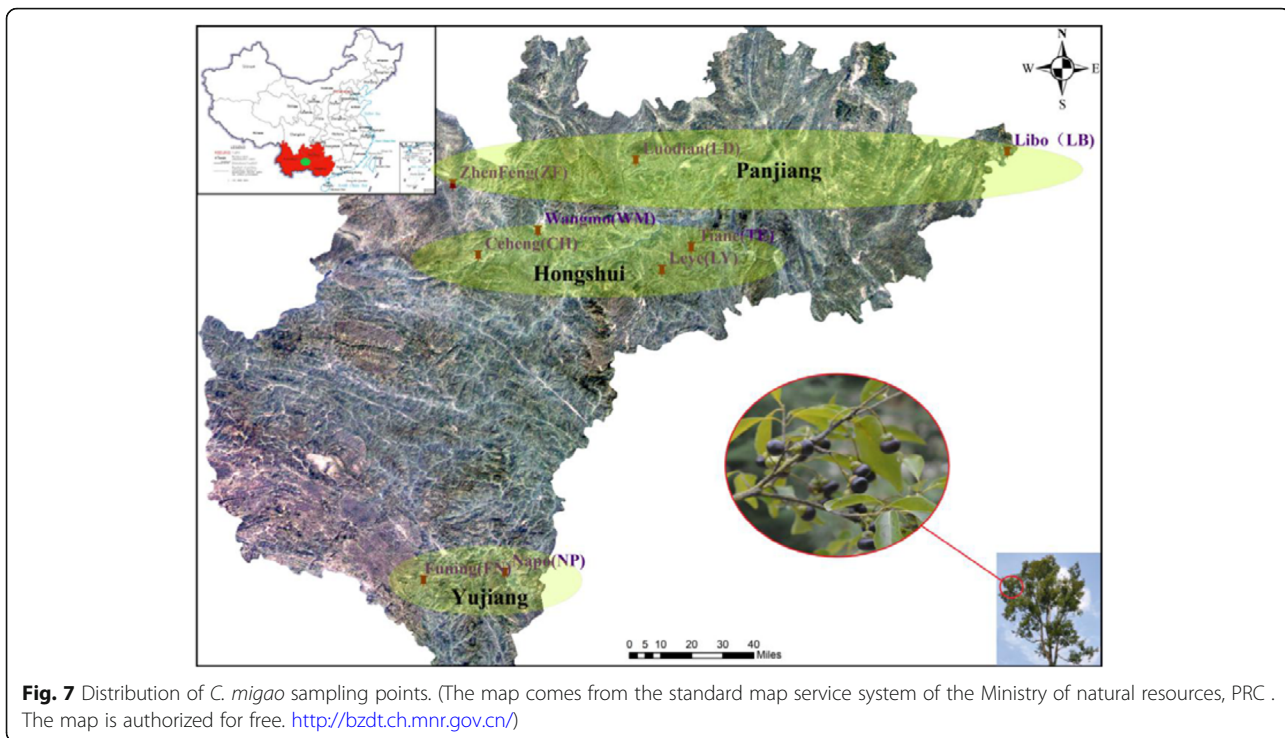 N
W E
S
Luodian(LD)
Libo（LB）
ZhenFeng(ZF)
Panjiang
Wangmo(WM)
Tiane(TE)
Ceheng(CH)
Leye(LY)
Hongshui
Napo(NP)
Funing(FN)
Yujiang
0 5 10 20 30 40
Miles
Fig. 7 Distribution of C. migao sampling points. (The map comes from the standard map service system of the Ministry of natural resources, PRC .
The map is authorized for free. http://bzdt.ch.mnr.gov.cn/)